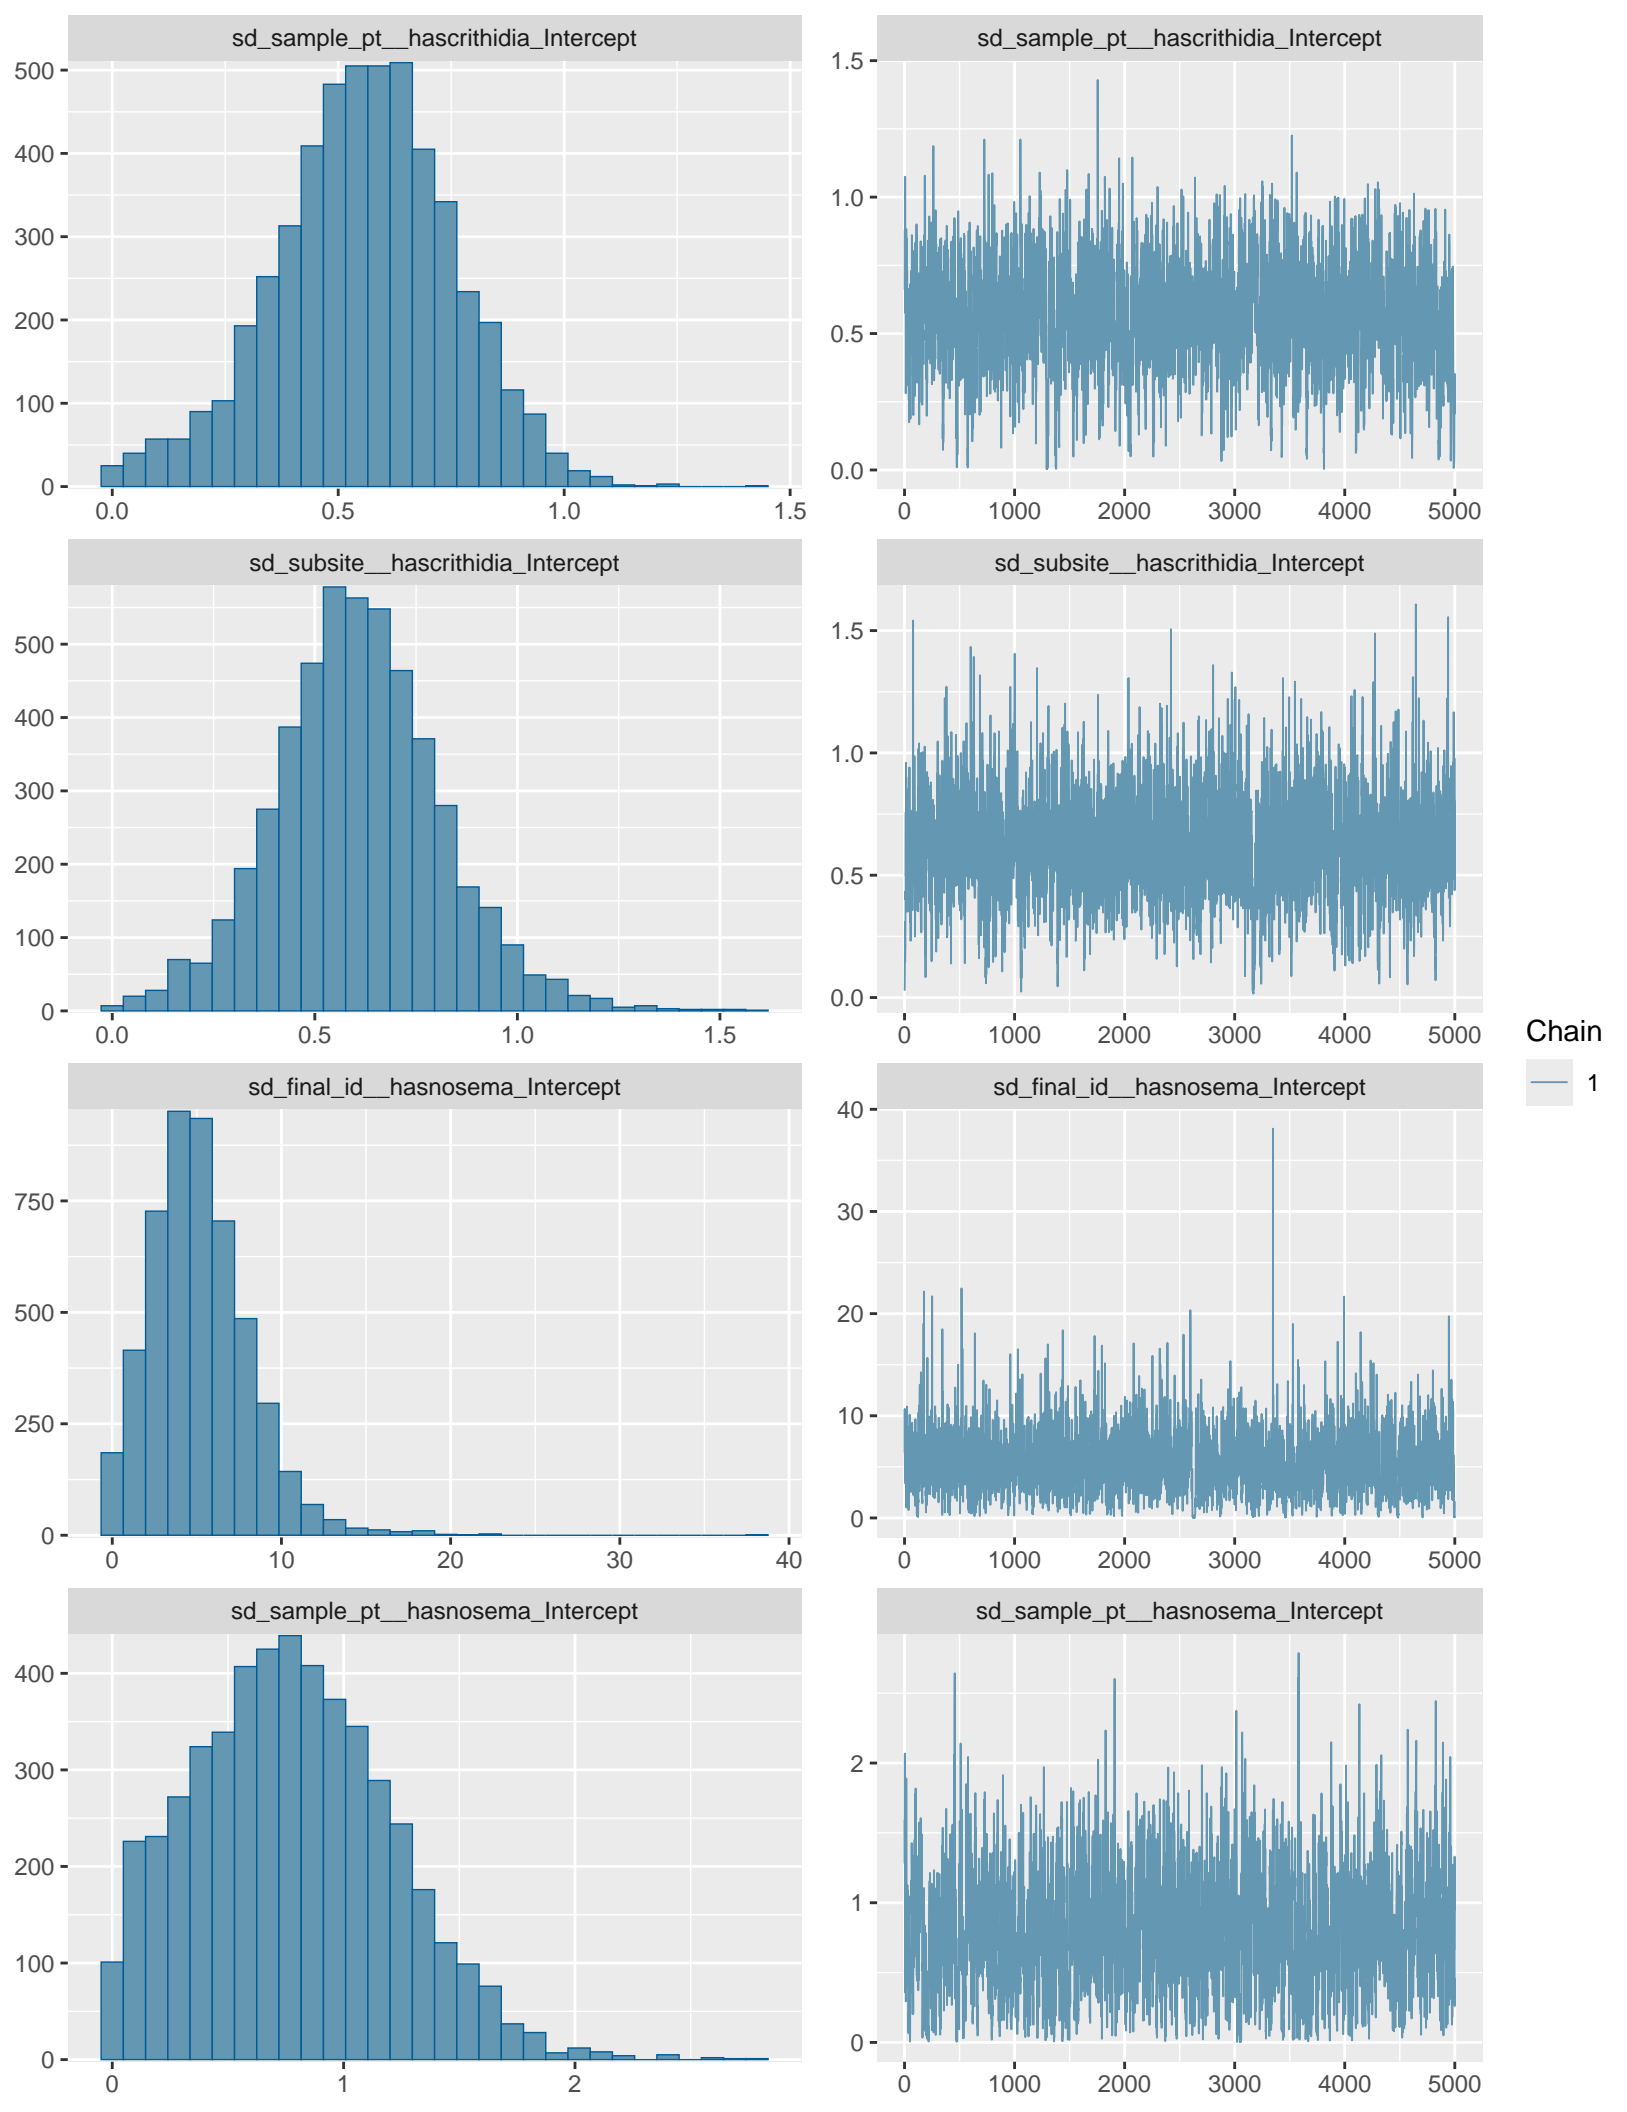 sd_sample_pt__hascrithidia_Intercept
500
400
300
200
100
0
0.0 0.5 1.0 1.5
sd_sample_pt__hascrithidia_Intercept
1.5
1.0
0.5
0.0
0 1000 2000 3000 4000 5000
sd_subsite__hascrithidia_Intercept
500
400
300
200
100
0
0.0 0.5 1.0 1.5
sd_subsite__hascrithidia_Intercept
1.5
1.0
0.5
0.0
0 1000 2000 3000 4000 5000
sd_final_id__hasnosema_Intercept
750
500
250
0
0 10 20 30 40
sd_final_id__hasnosema_Intercept
40
30
20
10
0
0 1000 2000 3000 4000 5000
sd_sample_pt__hasnosema_Intercept
400
300
200
100
0
0 1 2
sd_sample_pt__hasnosema_Intercept
2
1
0
0 1000 2000 3000 4000 5000
Chain
1